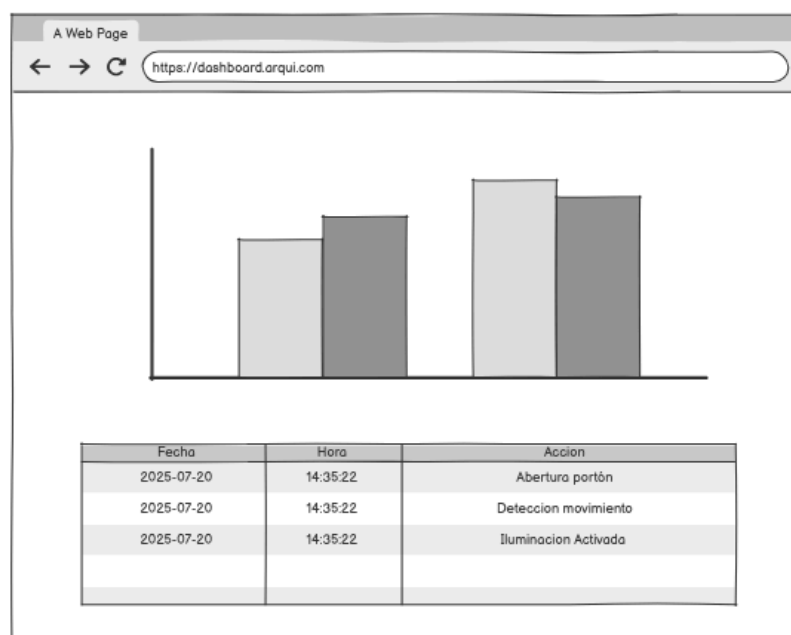 A Web Page
https://dashboard.arqui.com
Fecha Hora Accion
2025-07-20 14:35:22 Abertura portón
2025-07-20 14:35:22 Deteccion movimiento
2025-07-20 14:35:22 Iluminacion Activada